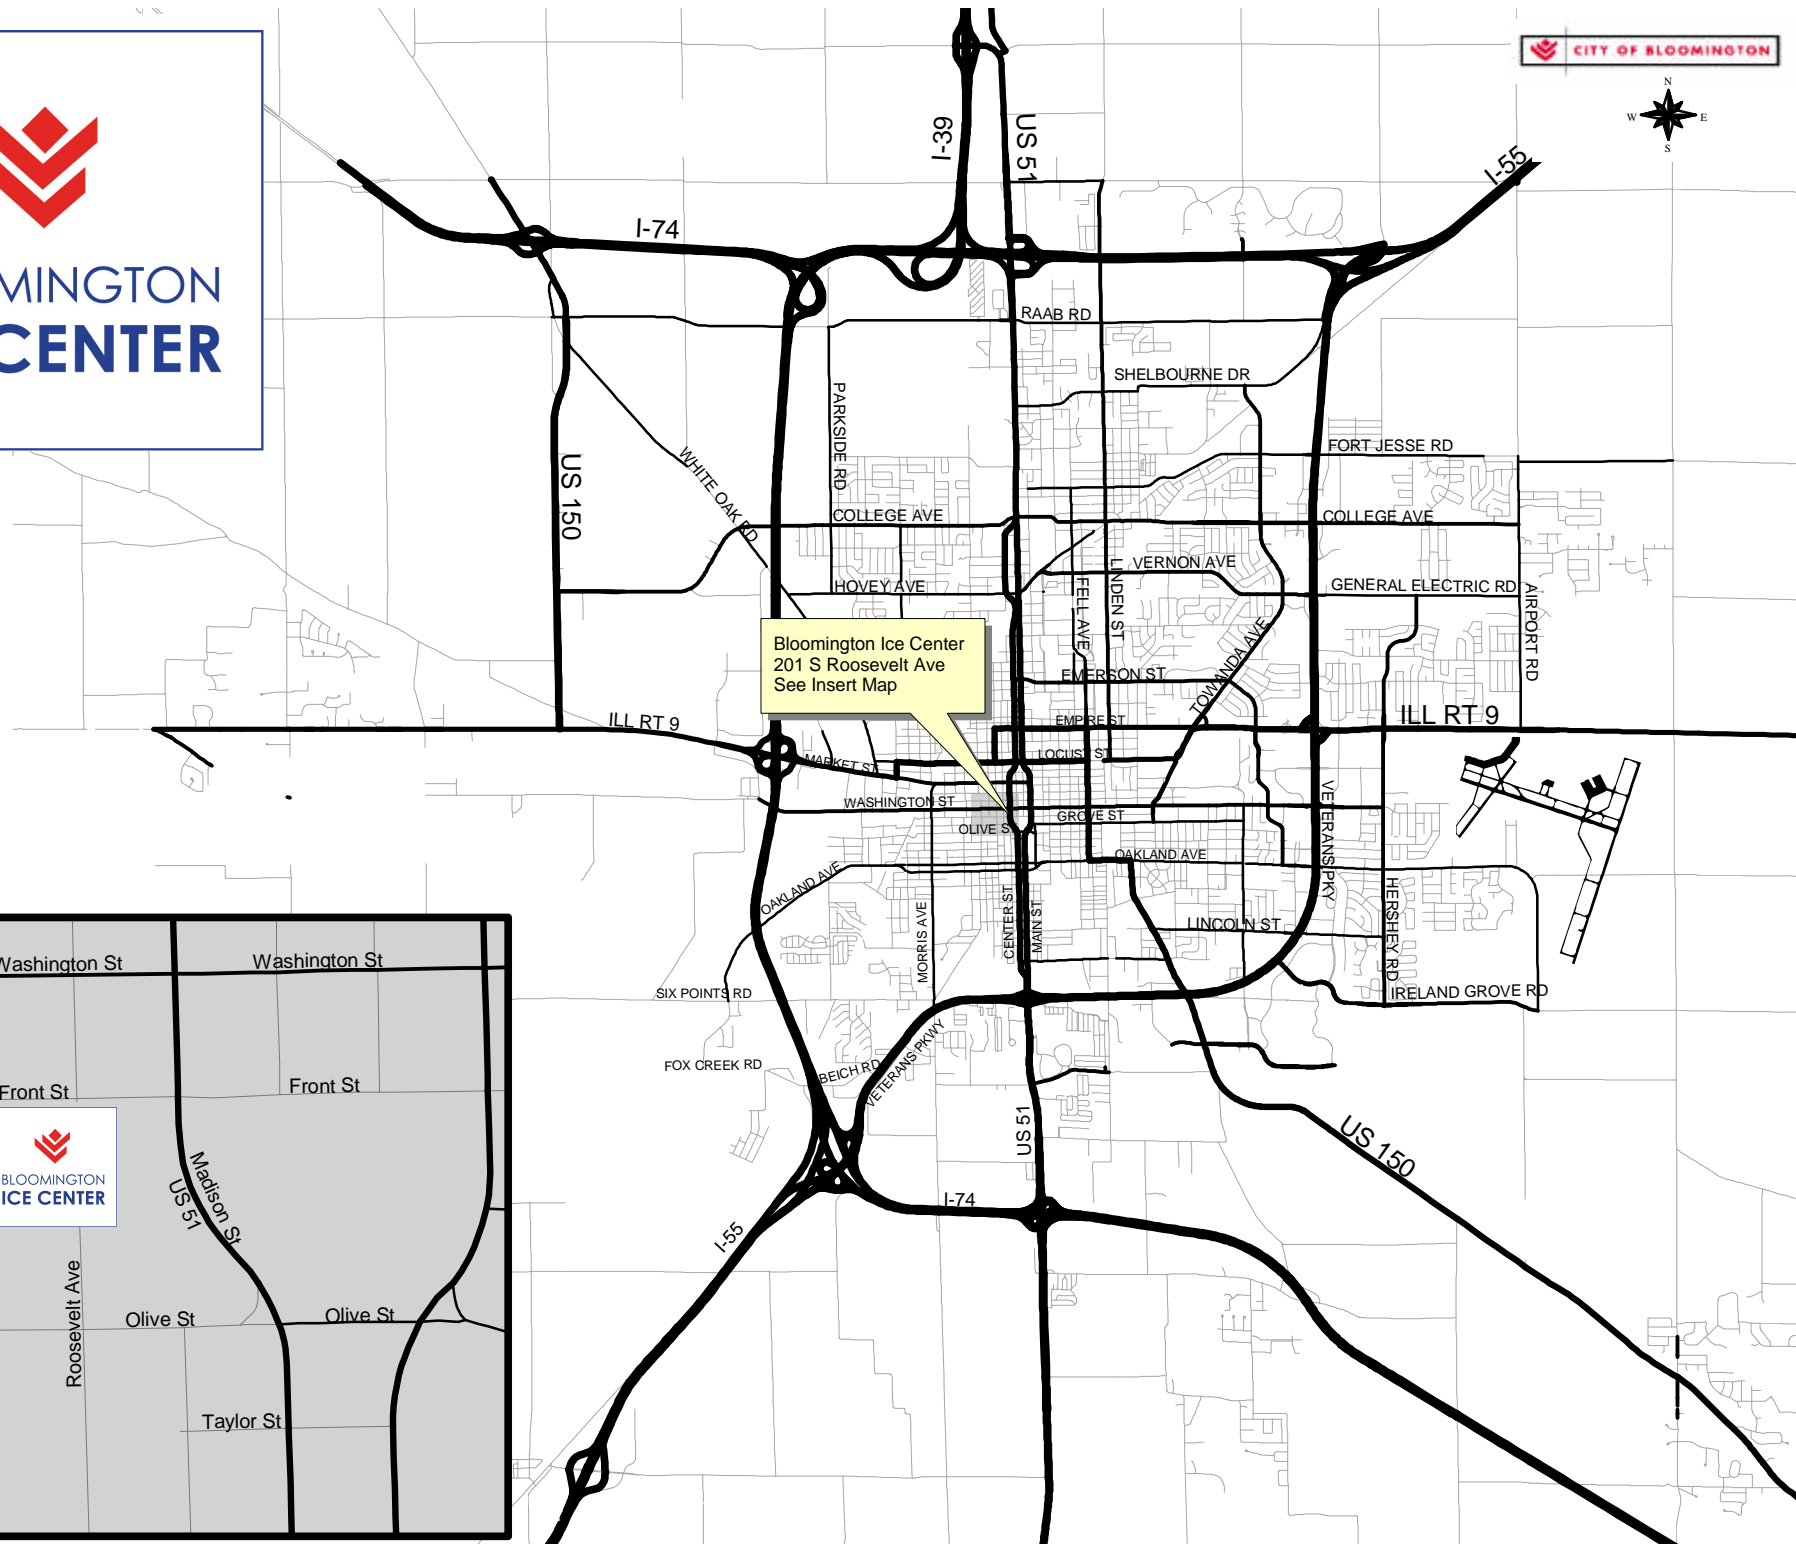 CITY OF BLOOMINGTON
N
W
E
S
MINGTON
CENTER
I-39
US 51
I-55
I-74
RAAB RD
SHELBOURNE DR
PARKSIDE RD
WHITE OAK RD
US 150
FORT JESSE RD
COLLEGE AVE
COLLEGE AVE
VERNON AVE
LINDEN ST
FELL AVE
HOVEY AVE
GENERAL ELECTRIC RD
AIRPORT RD
Bloomington Ice Center
201 S Roosevelt Ave
See Insert Map
TOWANDA AVE
EMERSON ST
ILL RT 9
EMPIRE ST
ILL RT 9
LOCUST ST
MARKET ST
WASHINGTON ST
GROVE ST
OLIVE S
VETERANS PKY
OAKLAND AVE
OAKLAND AVE
HERSHEY RD
MORRIS AVE
CENTER ST
MAIN ST
LINCOLN ST
SIX POINTS RD
IRELAND GROVE RD
FOX CREEK RD
BEICH RD
VETERANS PKWY
US 51
US 150
I-74
I-55
Washington St
Washington St
Front St
Front St
BLOOMINGTON
ICE CENTER
Madison St
US 51
Roosevelt Ave
Olive St
Olive St
Taylor St